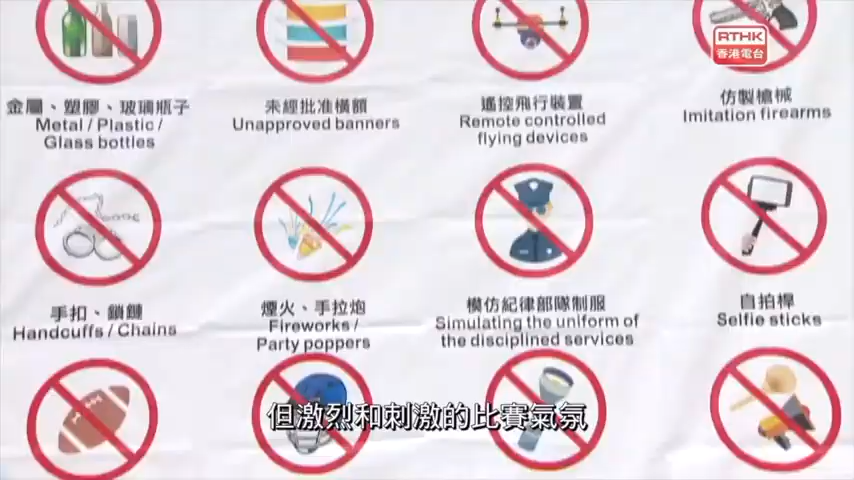 RTHK
香港電台
金屬、塑膠、玻璃瓶子
Metal / Plastic /
Glass bottles
未經批准橫額
Unapproved banners
遙控飛行裝置
Remote controlled
flying devices
仿製槍械
Imitation firearms
手扣、鎖鏈
Handcuffs / Chains
煙火、手拉炮
Fireworks /
Party poppers
模仿紀律部隊制服
Simulating the uniform of
the disciplined services
自拍桿
Selfie sticks
但激烈和刺激的比賽氣氛